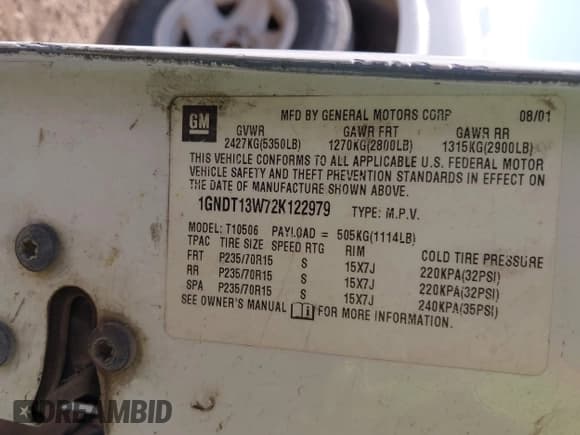 MFD BY GENERAL MOTORS CORP 08/01
GM
GVWR GAWR FRT GAWR RR
2427KG(5350LB) 1270KG(2800LB) 1315KG(2900LB)
THIS VEHICLE CONFORMS TO ALL APPLICABLE U.S. FEDERAL MOTOR
VEHICLE SAFETY AND THEFT PREVENTION STANDARDS IN EFFECT ON
THE DATE OF MANUFACTURE SHOWN ABOVE.
1GNDT13W72K122979 TYPE: M.P.V.
MODEL: T10506 PAYLOAD = 505KG(1114LB)
TPAC TIRE SIZE SPEED RTG RIM COLD TIRE PRESSURE
FRT P235/70R15 S 15X7J 220KPA(32PSI)
RR P235/70R15 S 15X7J 220KPA(32PSI)
SPA P235/70R15 S 15X7J 240KPA(35PSI)
SEE OWNER'S MANUAL i FOR MORE INFORMATION.
DREAMBID